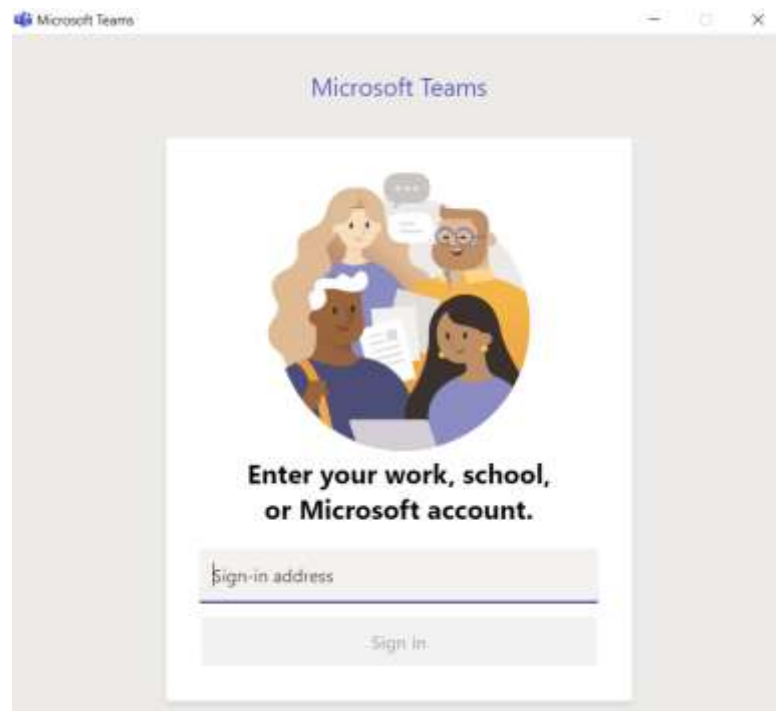 Microsoft Teams
Microsoft Teams
Enter your work, school,
or Microsoft account.
Sign-in address
Sign in